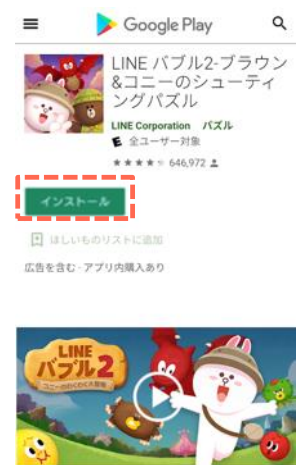 Google Play
LINE バブル2-ブラウン
&コニーのシューティ
ングパズル
LINE Corporation パズル
E 全ユーザー対象
646,972
インストール
ほしいものリストに追加
広告を含む・アプリ内購入あり
LINE
バブル2